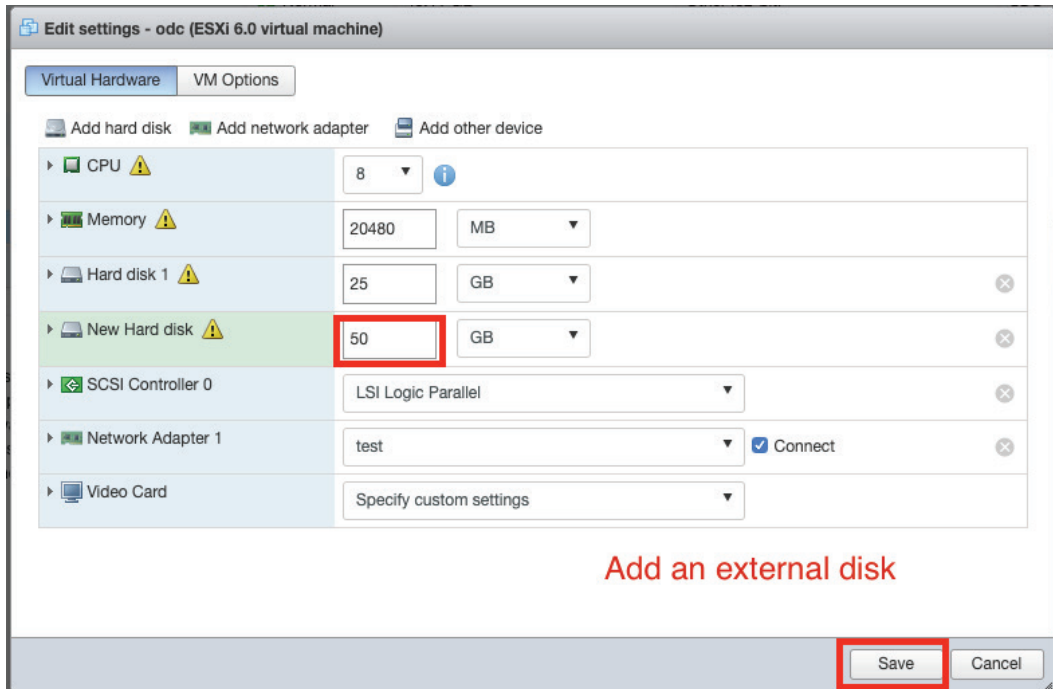 Edit settings - odc (ESXi 6.0 virtual machine)
Virtual Hardware VM Options
Add hard disk Add network adapter Add other device
CPU 8
Memory 20480 MB
Hard disk 1 25 GB
New Hard disk 50 GB
SCSI Controller 0 LSI Logic Parallel
Network Adapter 1 test Connect
Video Card Specify custom settings
Add an external disk
Save Cancel